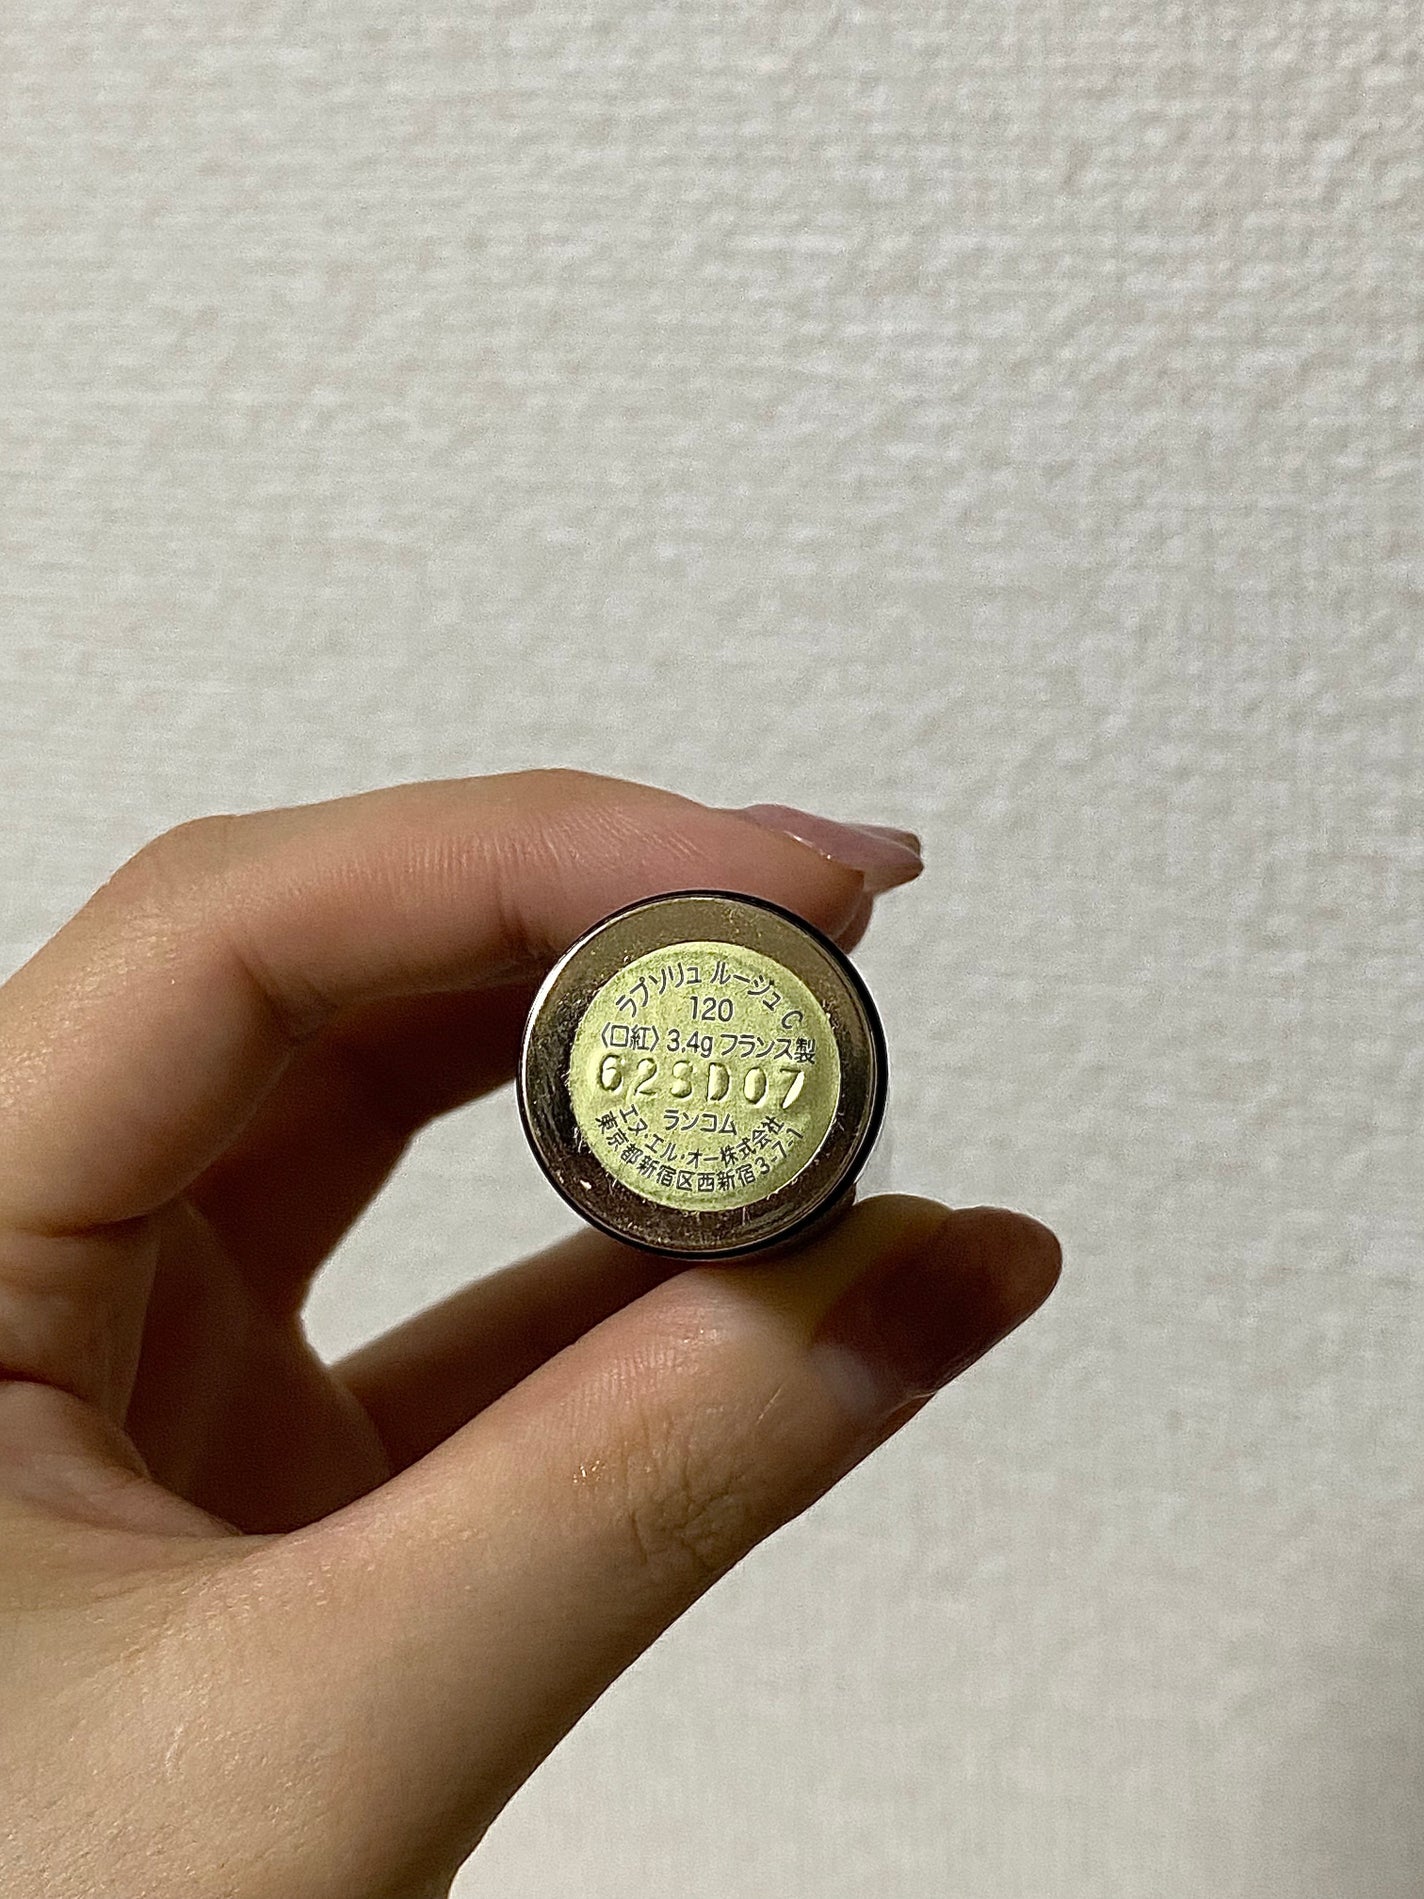 ラプソリュ ルージュ C
120
〈口紅〉 3.4g フランス製
62SD07
ランコム
エヌ・エル・オー株式会社
東京都新宿区西新宿3-7-1